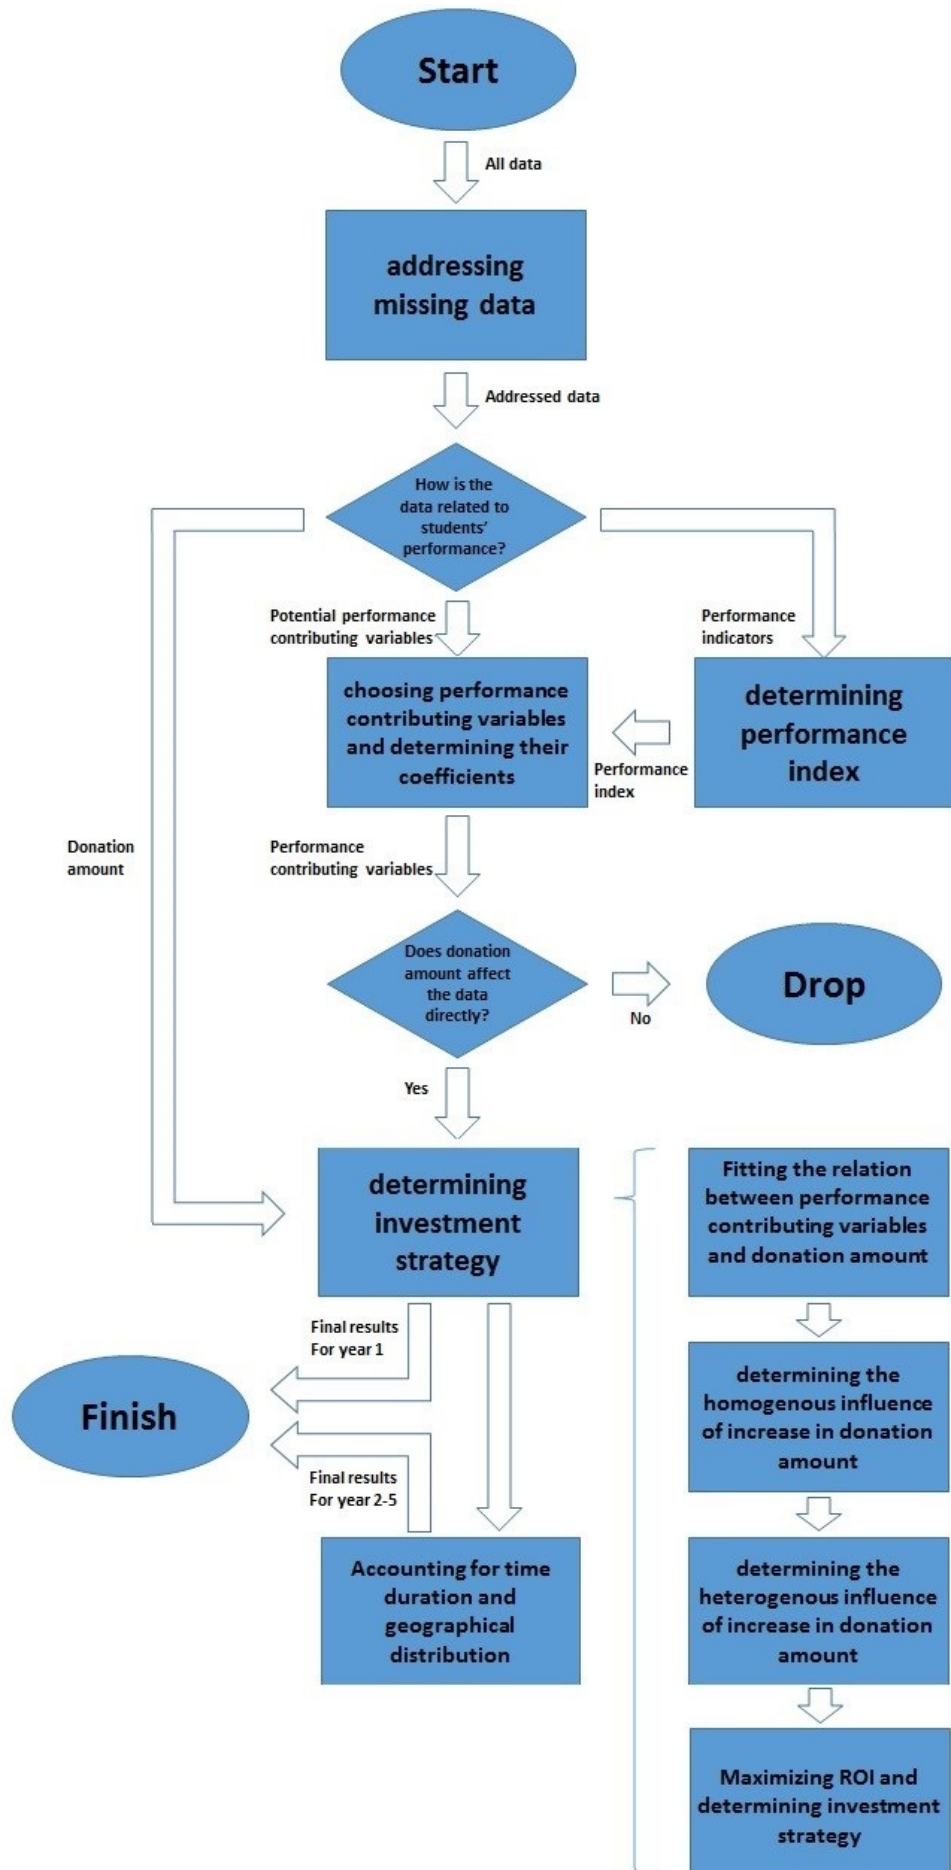 Start
All data
addressing
missing data
Addressed data
How is the
data related to
students'
performance?
Potential performance
contributing variables
Performance
indicators
choosing performance
contributing variables
and determining their
coefficients
determining
performance
index
Performance
index
Donation
amount
Performance
contributing variables
Does donation
amount affect
the data
directly?
No
Drop
Yes
determining
investment
strategy
Fitting the relation
between performance
contributing variables
and donation amount
Final results
For year 1
Finish
determining the
homogenous influence
of increase in donation
amount
Final results
For year 2-5
Accounting for time
duration and
geographical
distribution
determining the
heterogenous influence
of increase in donation
amount
Maximizing ROI and
determining investment
strategy